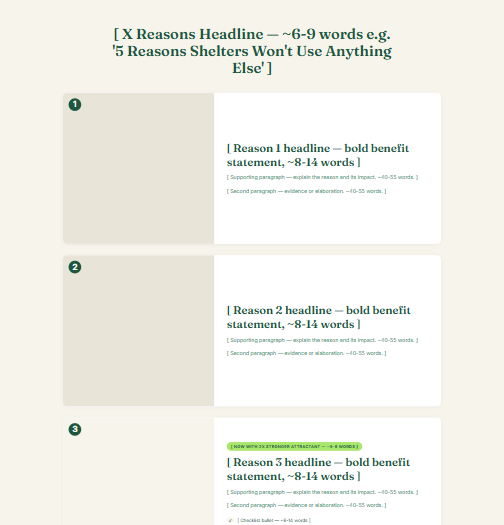 [ X Reasons Headline — ~6-9 words e.g.
'5 Reasons Shelters Won't Use Anything
Else' ]
1
[ Reason 1 headline — bold benefit
statement, ~8-14 words ]
[ Supporting paragraph — explain the reason and its impact. ~40-55 words. ]
[ Second paragraph — evidence or elaboration. ~40-55 words. ]
2
[ Reason 2 headline — bold benefit
statement, ~8-14 words ]
[ Supporting paragraph — explain the reason and its impact. ~40-55 words. ]
[ Second paragraph — evidence or elaboration. ~40-55 words. ]
3
[ NOW WITH 2X STRONGER ATTRACTANT — ~6-8 WORDS ]
[ Reason 3 headline — bold benefit
statement, ~8-14 words ]
[ Supporting paragraph — explain the reason and its impact. ~40-55 words. ]
[ Second paragraph — evidence or elaboration. ~40-55 words. ]
[ Checklist bullet — ~8-14 words ]